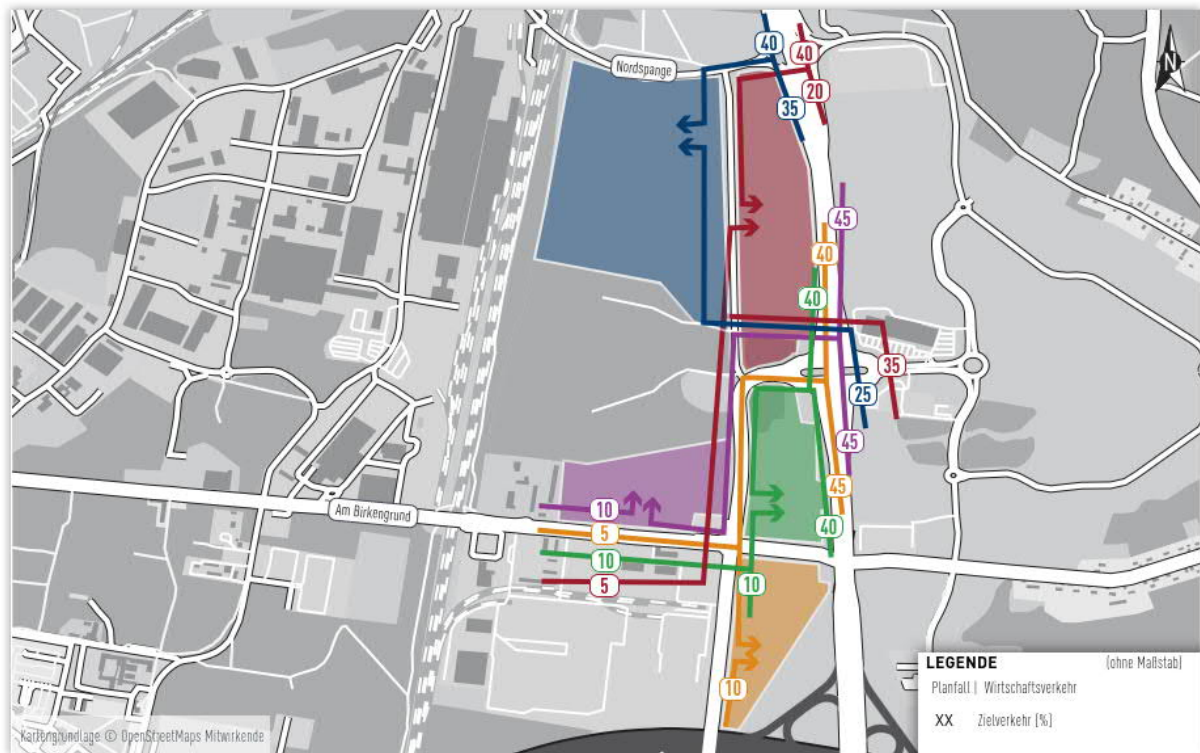 Nordspange
40
40
20
35
N
45
40
40
35
25
45
45
40
Am Birkengrund
10
5
10
5
10
10
LEGENDE
(ohne Maßstab)
Planfall | Wirtschaftsverkehr
XX Zielverkehr [%]
Kartengrundlage © OpenStreetMaps Mitwirkende